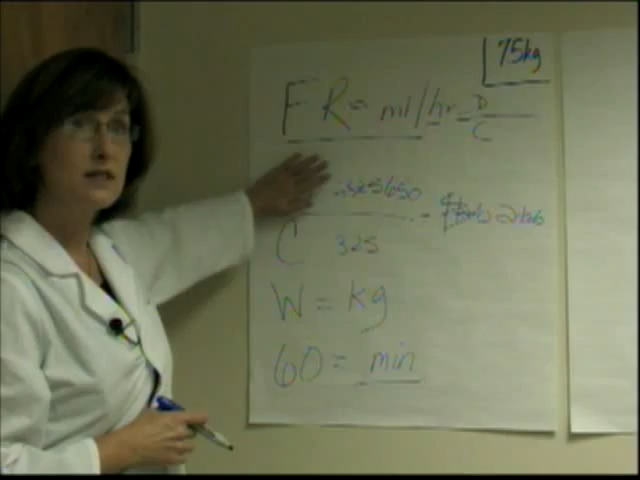 75kg
FR= ml/hr D
C
C 325
W = kg
60 = min